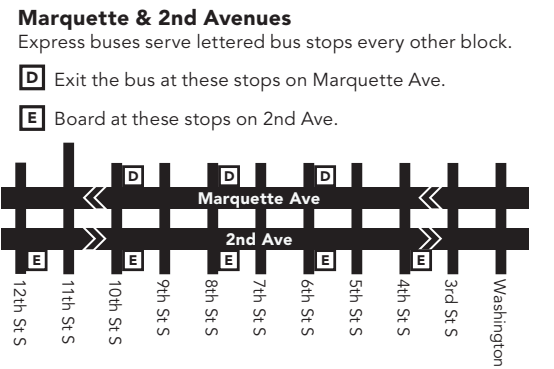 Marquette & 2nd Avenues
Express buses serve lettered bus stops every other block.
D Exit the bus at these stops on Marquette Ave.
E Board at these stops on 2nd Ave.
D D D
Marquette Ave
2nd Ave
E E E E E
12th St S
11th St S
10th St S
9th St S
8th St S
7th St S
6th St S
5th St S
4th St S
3rd St S
Washington